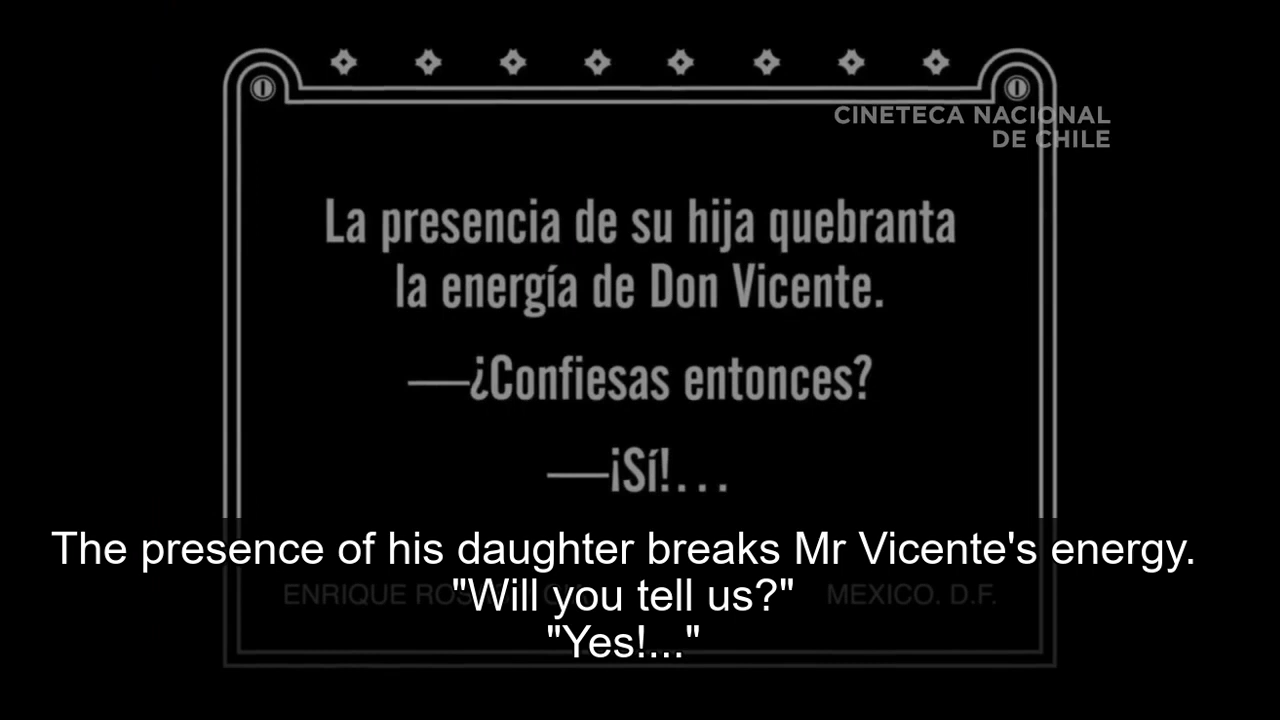 CINETECA NACIONAL
DE CHILE
La presencia de su hija quebranta
la energía de Don Vicente.
—¿Confiesas entonces?
—¡Sí!...
The presence of his daughter breaks Mr Vicente's energy.
"Will you tell us?"
"Yes!..."
ENRIQUE MEXICO. D.F.